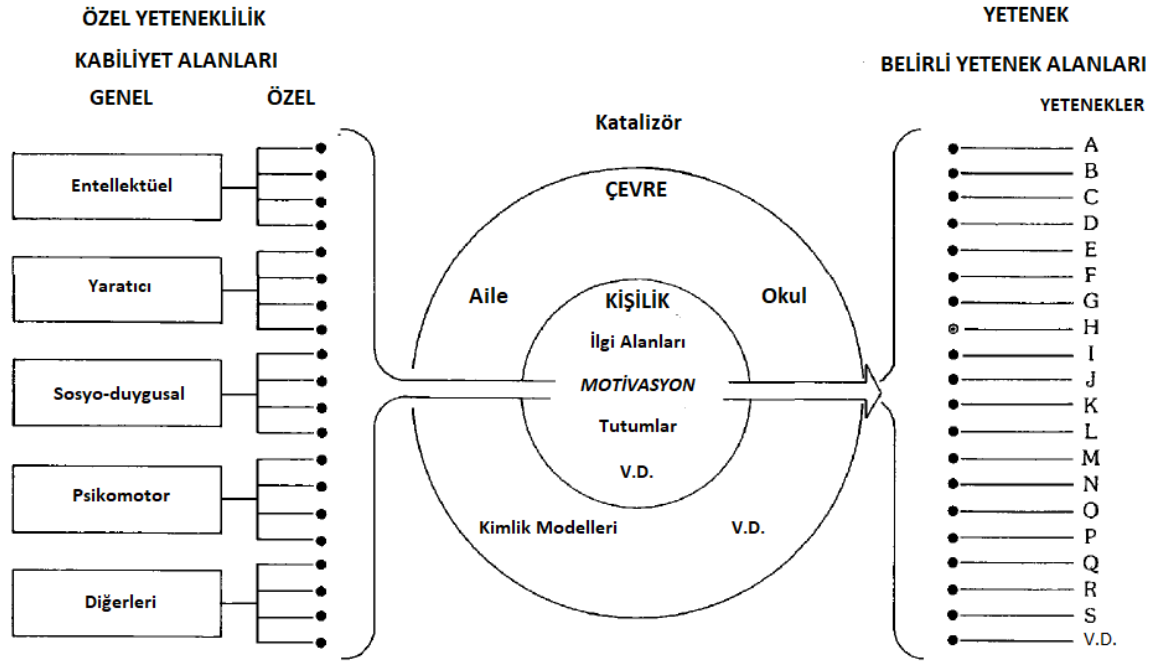 ÖZEL YETENEKLİLİK
KABİLİYET ALANLARI
GENEL
ÖZEL
Entellektüel
Yaratıcı
Sosyo-duygusal
Psikomotor
Diğerleri
Katalizör
ÇEVRE
Aile
Okul
KİŞİLİK
İlgi Alanları
MOTİVASYON
Tutumlar
V.D.
Kimlik Modelleri
V.D.
YETENEK
BELİRLİ YETENEK ALANLARI
YETENEKLER
A
B
C
D
E
F
G
H
I
J
K
L
M
N
O
P
Q
R
S
V.D.